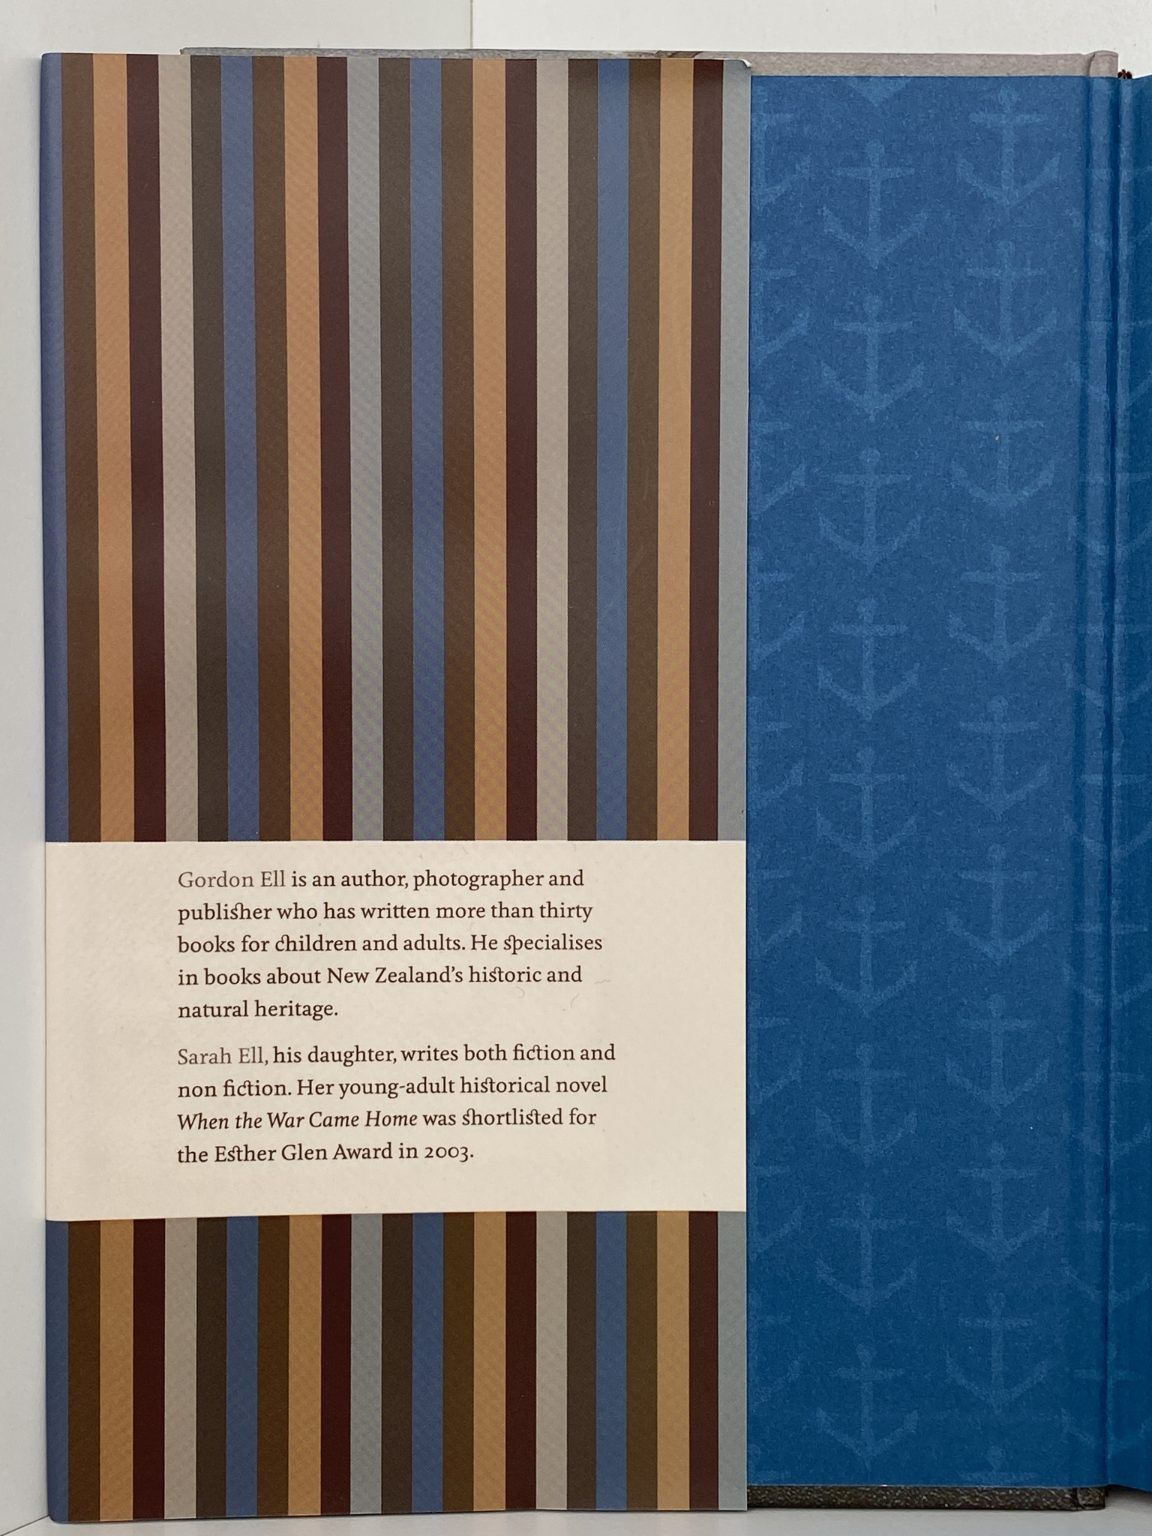 Gordon Ell is an author, photographer and
publisher who has written more than thirty
books for children and adults. He specialises
in books about New Zealand's historic and
natural heritage.
Sarah Ell, his daughter, writes both fiction and
non fiction. Her young-adult historical novel
When the War Came Home was shortlisted for
the Esther Glen Award in 2003.